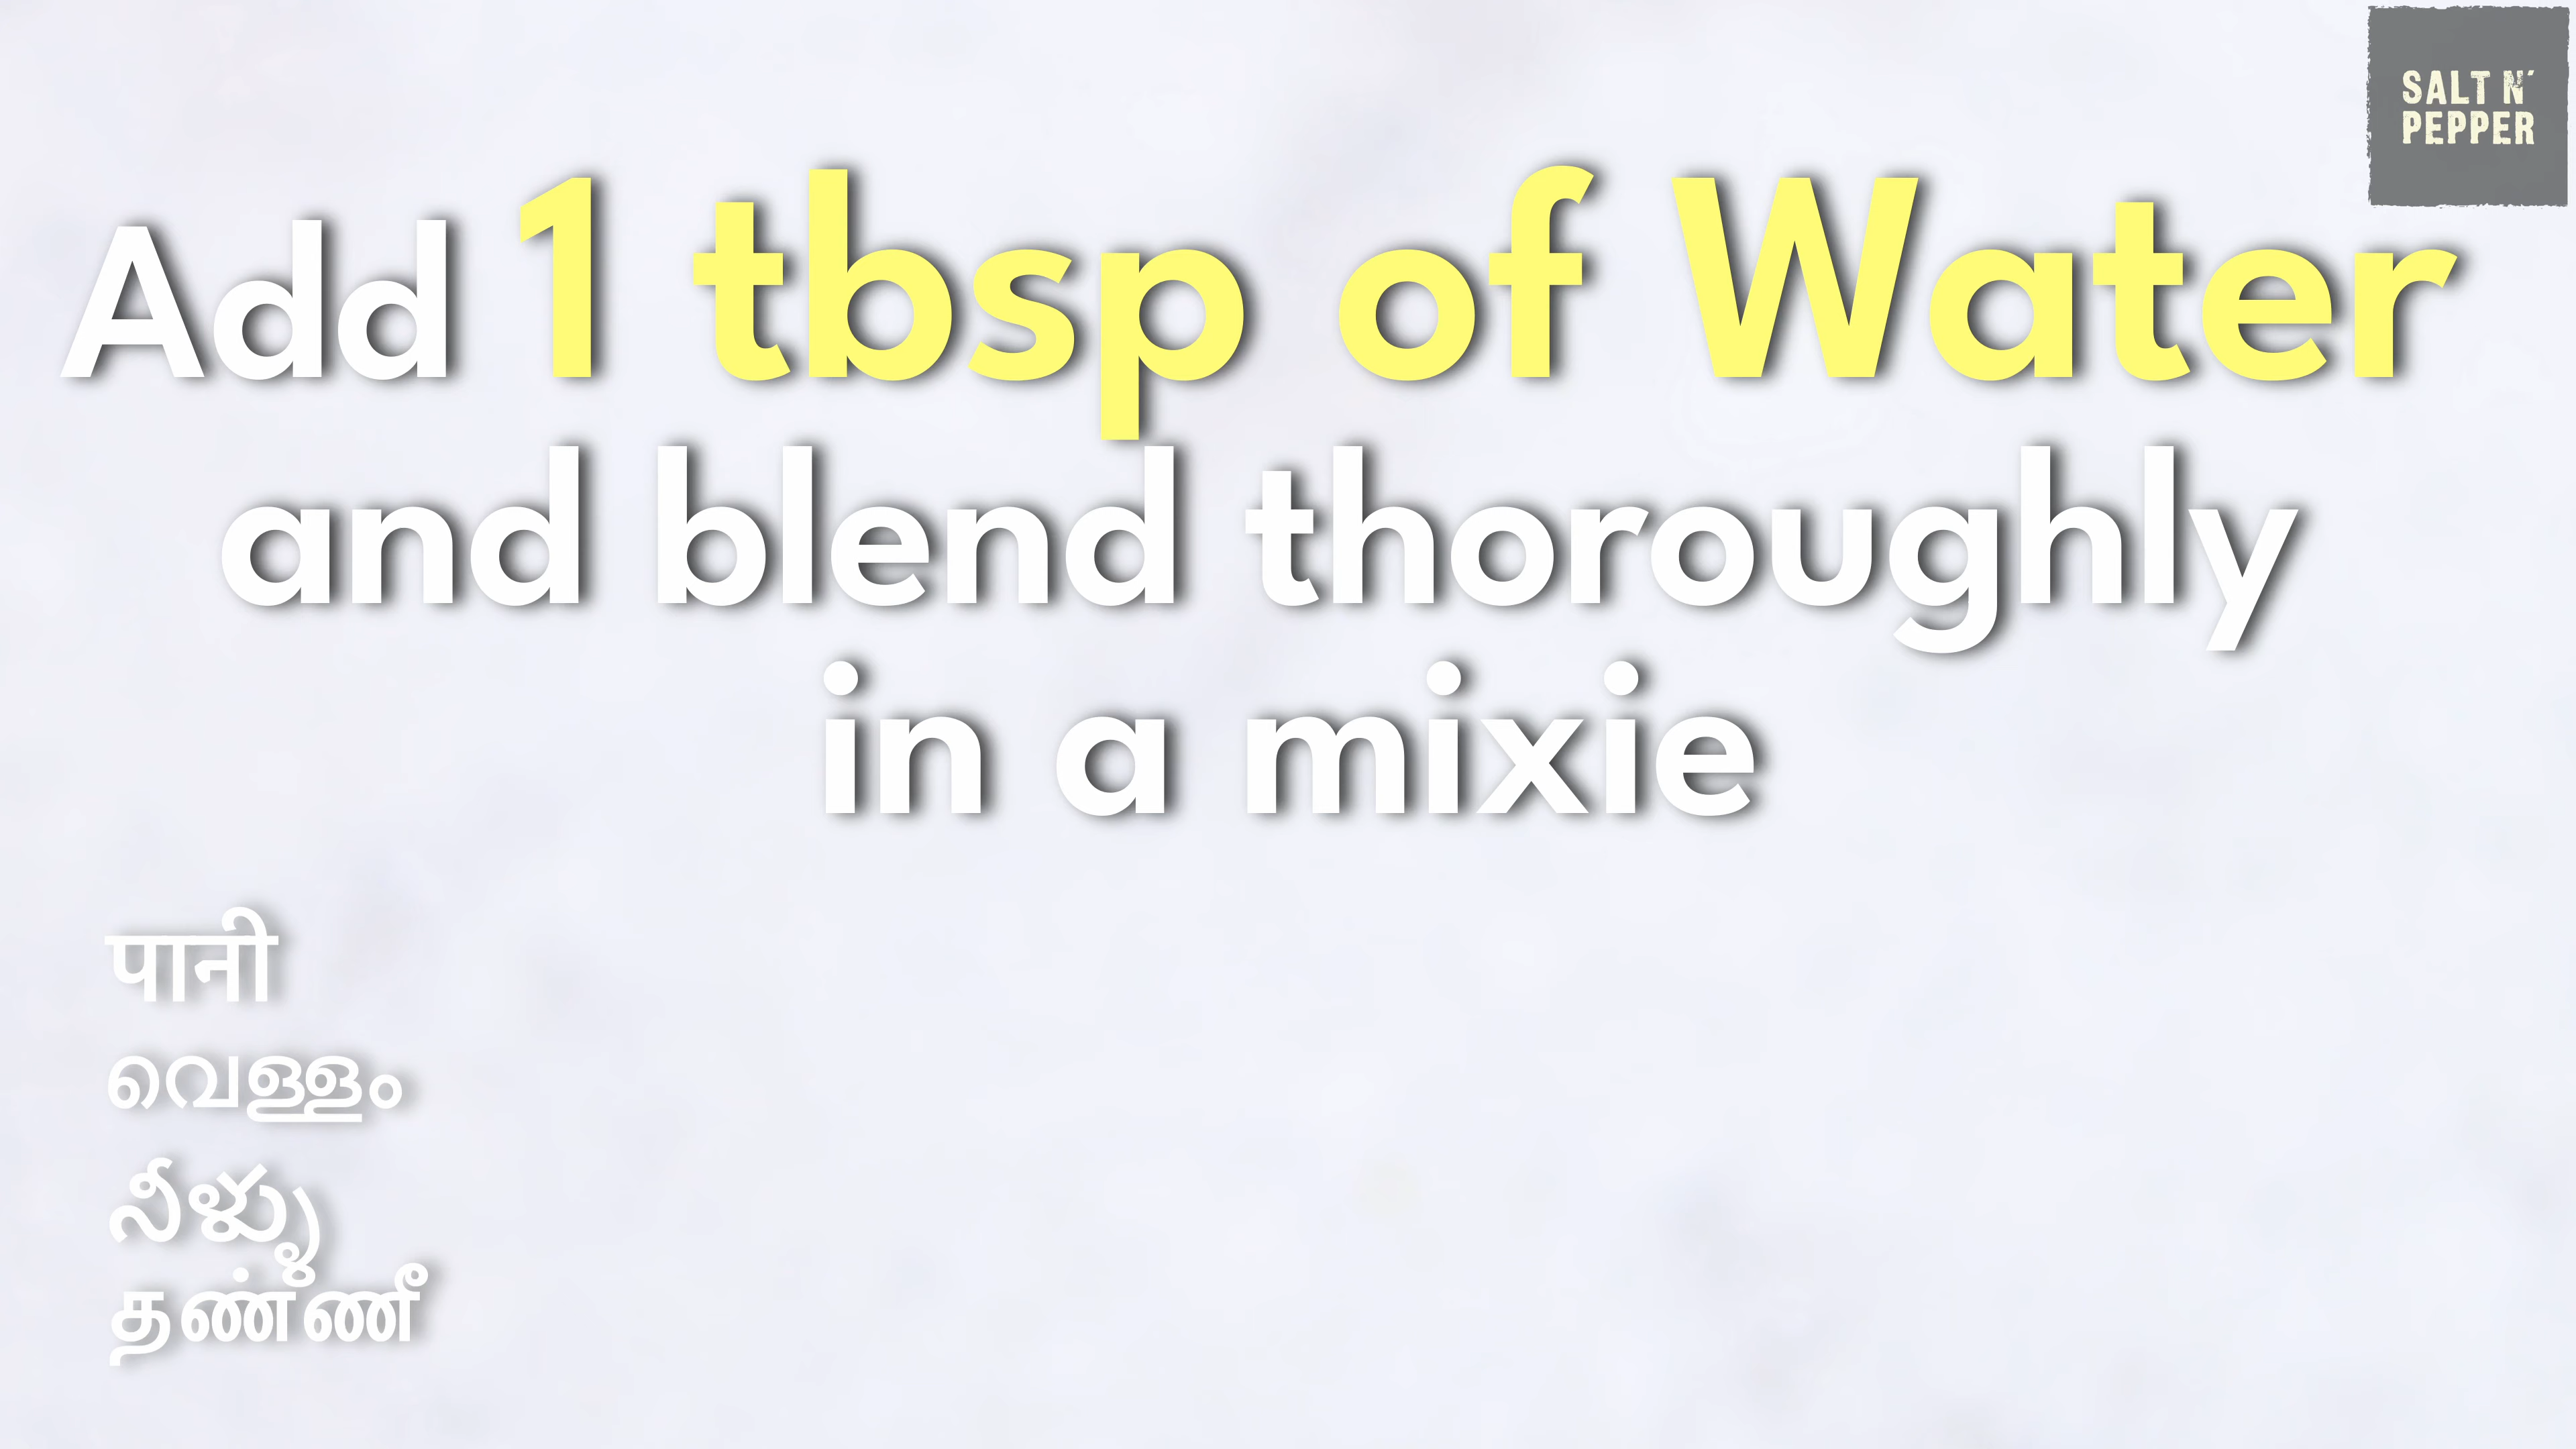 SALT N'
PEPPER
Add 1 tbsp of Water
and blend thoroughly
in a mixie
पानी
വെള്ളം
నీళ్ళు
தண்ணீ